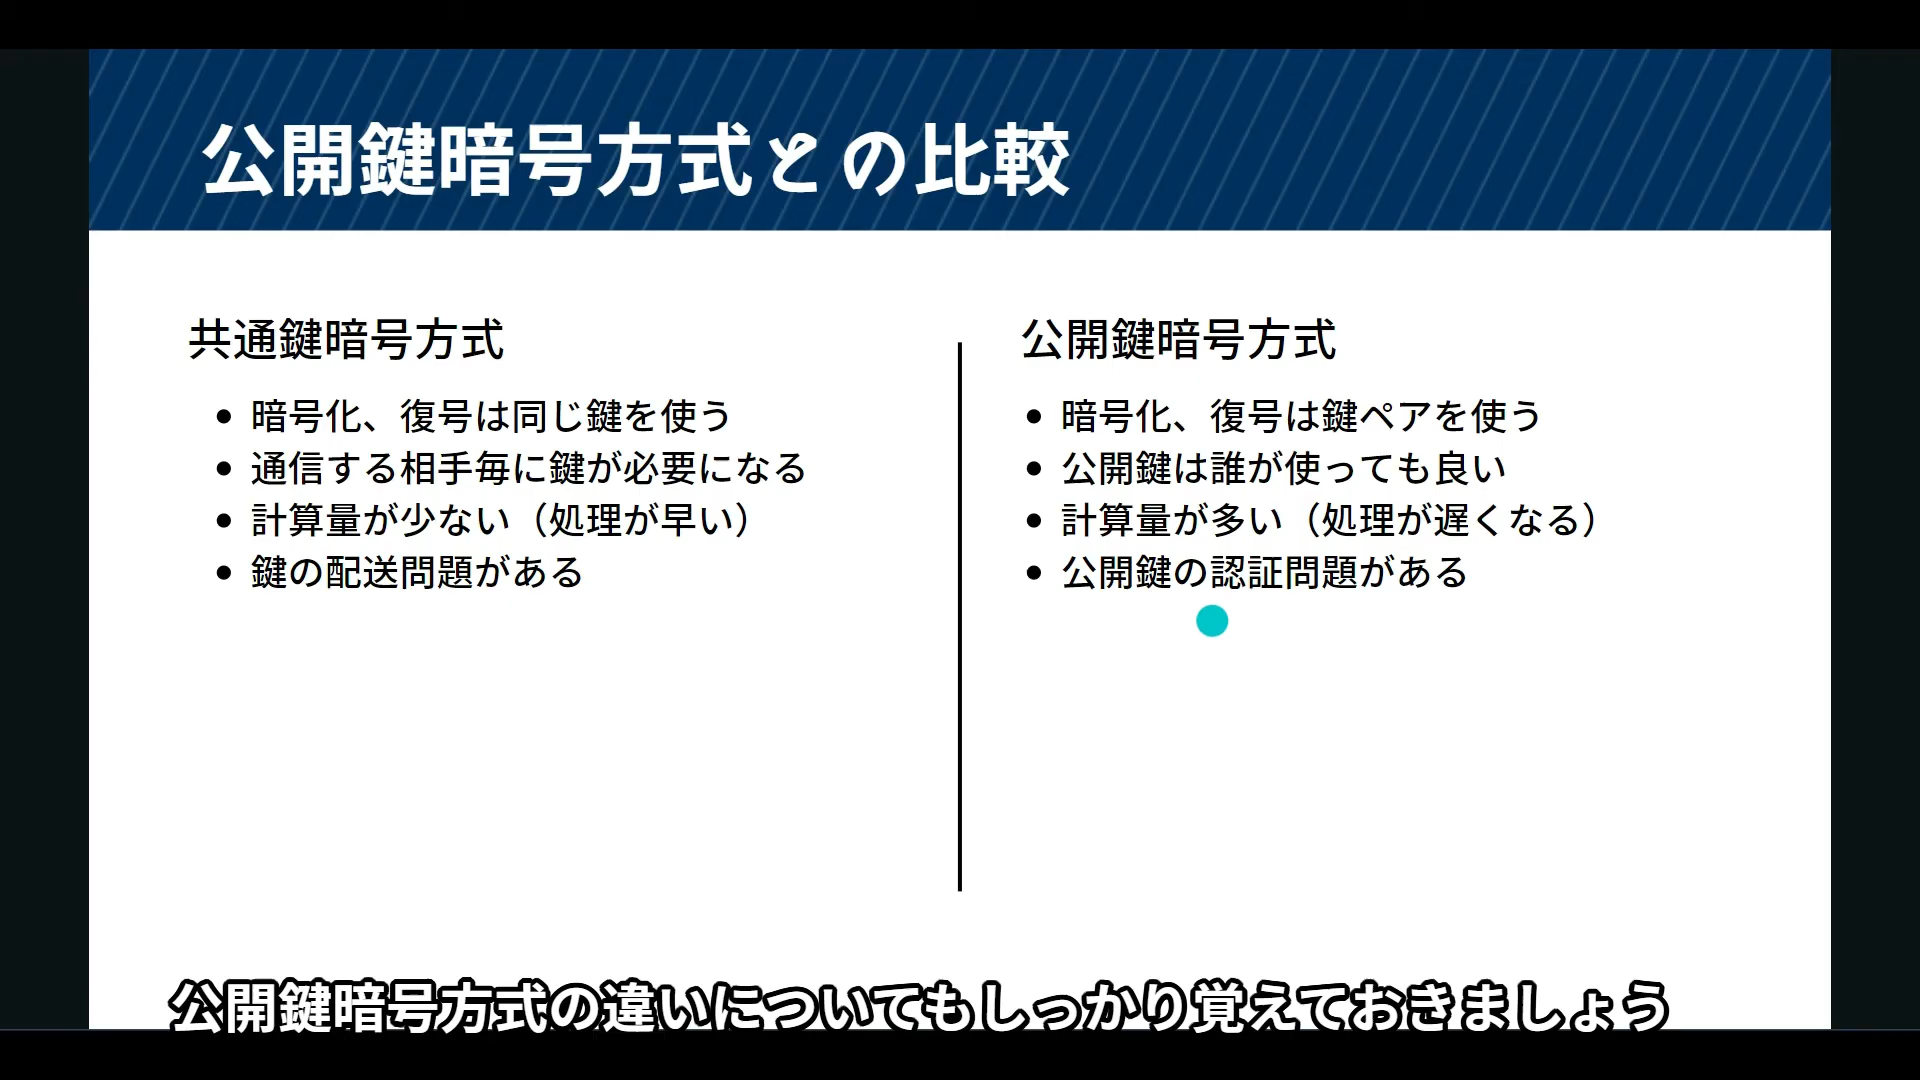 公開鍵暗号方式との比較
共通鍵暗号方式
• 暗号化、復号は同じ鍵を使う
• 通信する相手毎に鍵が必要になる
• 計算量が少ない（処理が早い）
• 鍵の配送問題がある
公開鍵暗号方式
• 暗号化、復号は鍵ペアを使う
• 公開鍵は誰が使っても良い
• 計算量が多い（処理が遅くなる）
• 公開鍵の認証問題がある
公開鍵暗号方式の違いについてもしっかり覚えておきましょう